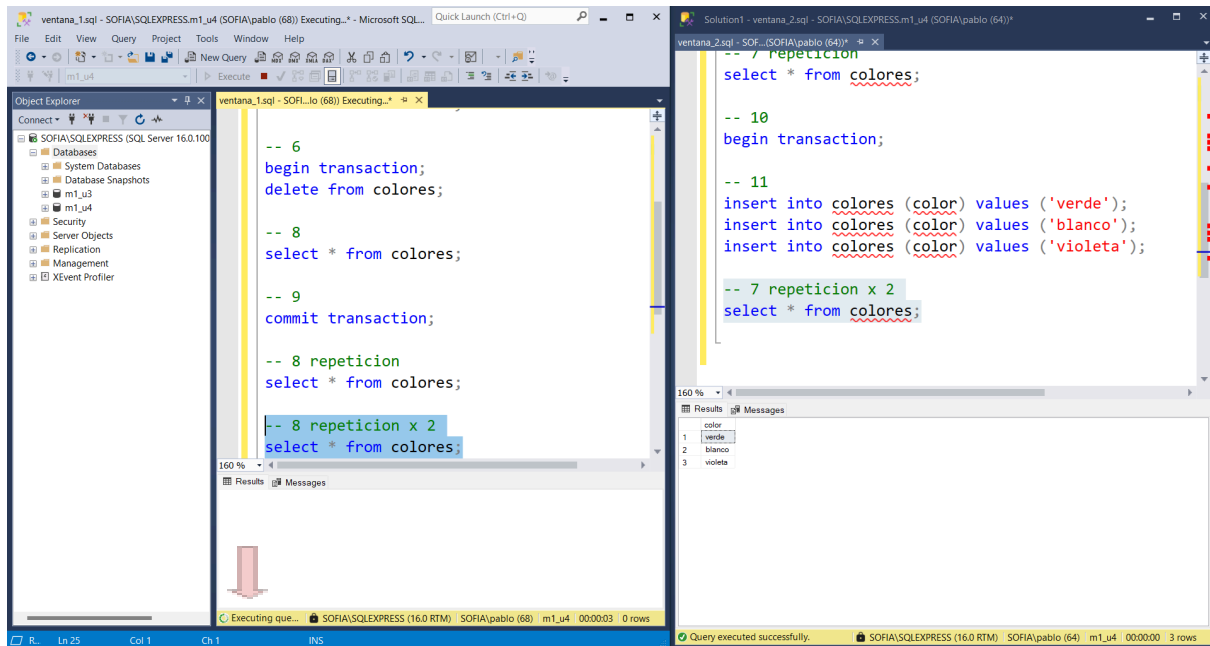 ventana_1.sql - SOFIA\SQLEXPRESS.m1_u4 (SOFIA\pablo (68)) Executing...* - Microsoft SQL...
Quick Launch (Ctrl+Q)
File Edit View Query Project Tools Window Help
New Query
m1_u4
Execute
Object Explorer
Connect
SOFIA\SQLEXPRESS (SQL Server 16.0.100
Databases
System Databases
Database Snapshots
m1_u3
m1_u4
Security
Server Objects
Replication
Management
XEvent Profiler
ventana_1.sql - SOFI...lo (68)) Executing...*
-- 6
begin transaction;
delete from colores;
-- 8
select * from colores;
-- 9
commit transaction;
-- 8 repeticion
select * from colores;
-- 8 repeticion x 2
select * from colores;
160 %
Results Messages
Executing que... SOFIA\SQLEXPRESS (16.0 RTM) SOFIA\pablo (68) m1_u4 00:00:03 0 rows
R... Ln 25 Col 1 Ch 1 INS
Solution1 - ventana_2.sql - SOFIA\SQLEXPRESS.m1_u4 (SOFIA\pablo (64))*
ventana_2.sql - SOF...(SOFIA\pablo (64))*
-- 7 repeticion
select * from colores;
-- 10
begin transaction;
-- 11
insert into colores (color) values ('verde');
insert into colores (color) values ('blanco');
insert into colores (color) values ('violeta');
-- 7 repeticion x 2
select * from colores;
160 %
Results Messages
color
1 verde
2 blanco
3 violeta
Query executed successfully. SOFIA\SQLEXPRESS (16.0 RTM) SOFIA\pablo (64) m1_u4 00:00:00 3 rows